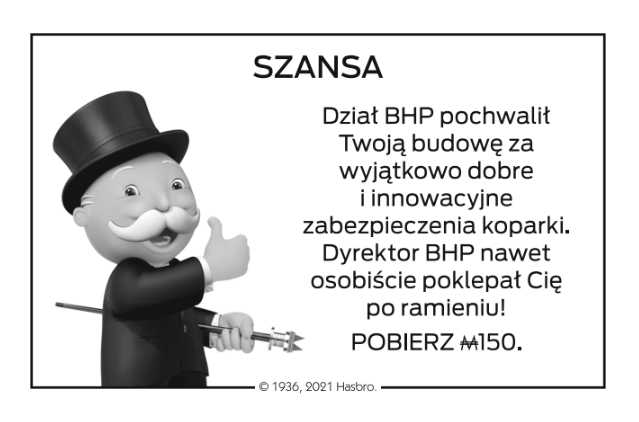 SZANSA
Dział BHP pochwalił
Twoją budowę za
wyjątkowo dobre
i innowacyjne
zabezpieczenia koparki.
Dyrektor BHP nawet
osobiście poklepał Cię
po ramieniu!
POBIERZ ₩150.
© 1936, 2021 Hasbro.